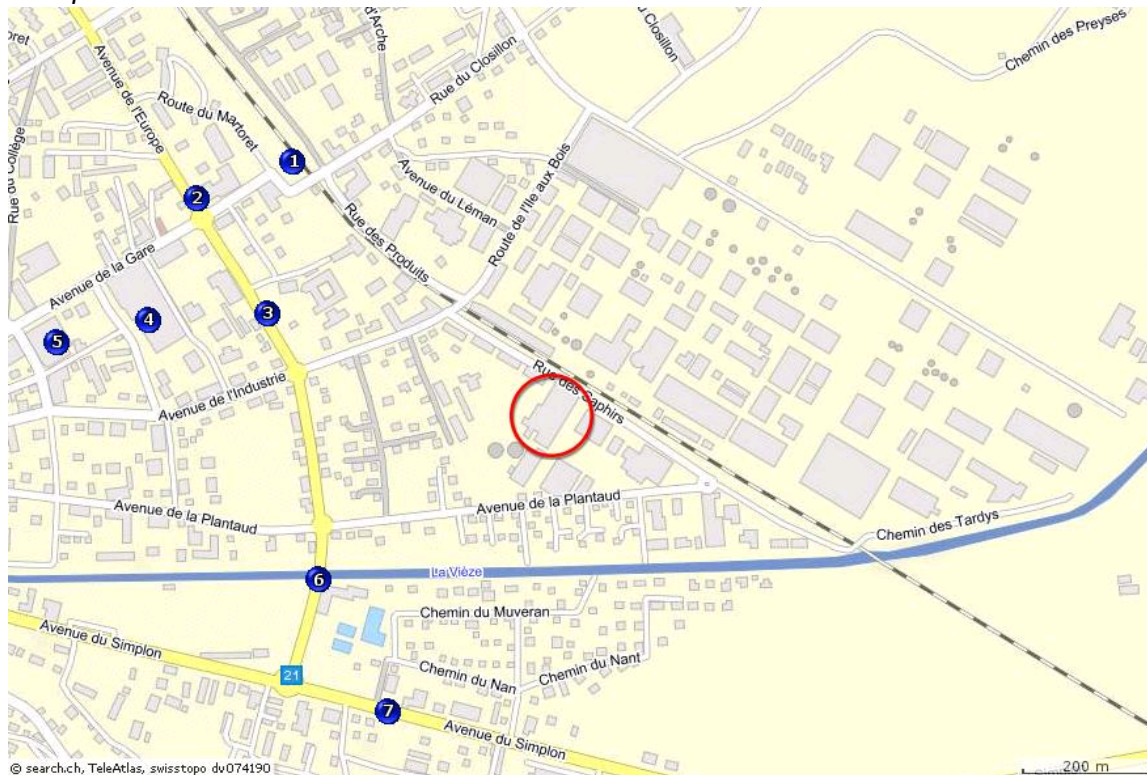 d'Arche
Chemin des Preyses
Avenue de l'Europe
Rue du Closillon
Closillon
Route du Martoret
Rue du Collège
1
2
Avenue du Léman
Route de l'Ile aux Bois
Rue des Produits
Avenue de la Gare
3
4
5
Rue des Saphirs
Avenue de l'Industrie
Avenue de la Plantaud
Avenue de la Plantaud
Chemin des Tardys
La Vièze
6
Chemin du Muveran
Avenue du Simplon
21
Chemin du Nan
Chemin du Nant
7
Avenue du Simplon
© search.ch, TeleAtlas, swisstopo dv074190
200 m